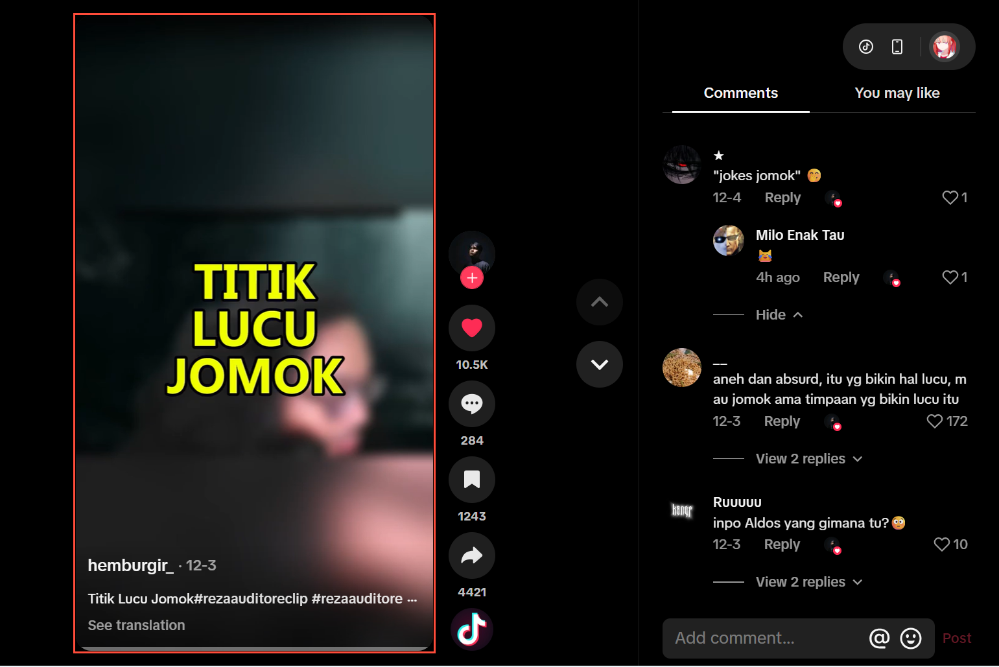 TITIK
LUCU
JOMOK
hemburgir_ · 12-3
Titik Lucu Jomok#rezaauditoreclip #rezaauditore ...
See translation
10.5K
284
1243
4421
Comments
You may like
★
"jokes jomok" 🤭
12-4 Reply 1
Milo Enak Tau
😹
4h ago Reply 1
Hide
__
aneh dan absurd, itu yg bikin hal lucu, m
au jomok ama timpaan yg bikin lucu itu
12-3 Reply 172
View 2 replies
Ruuuuu
inpo Aldos yang gimana tu?😳
12-3 Reply 10
View 2 replies
Add comment... @ Post